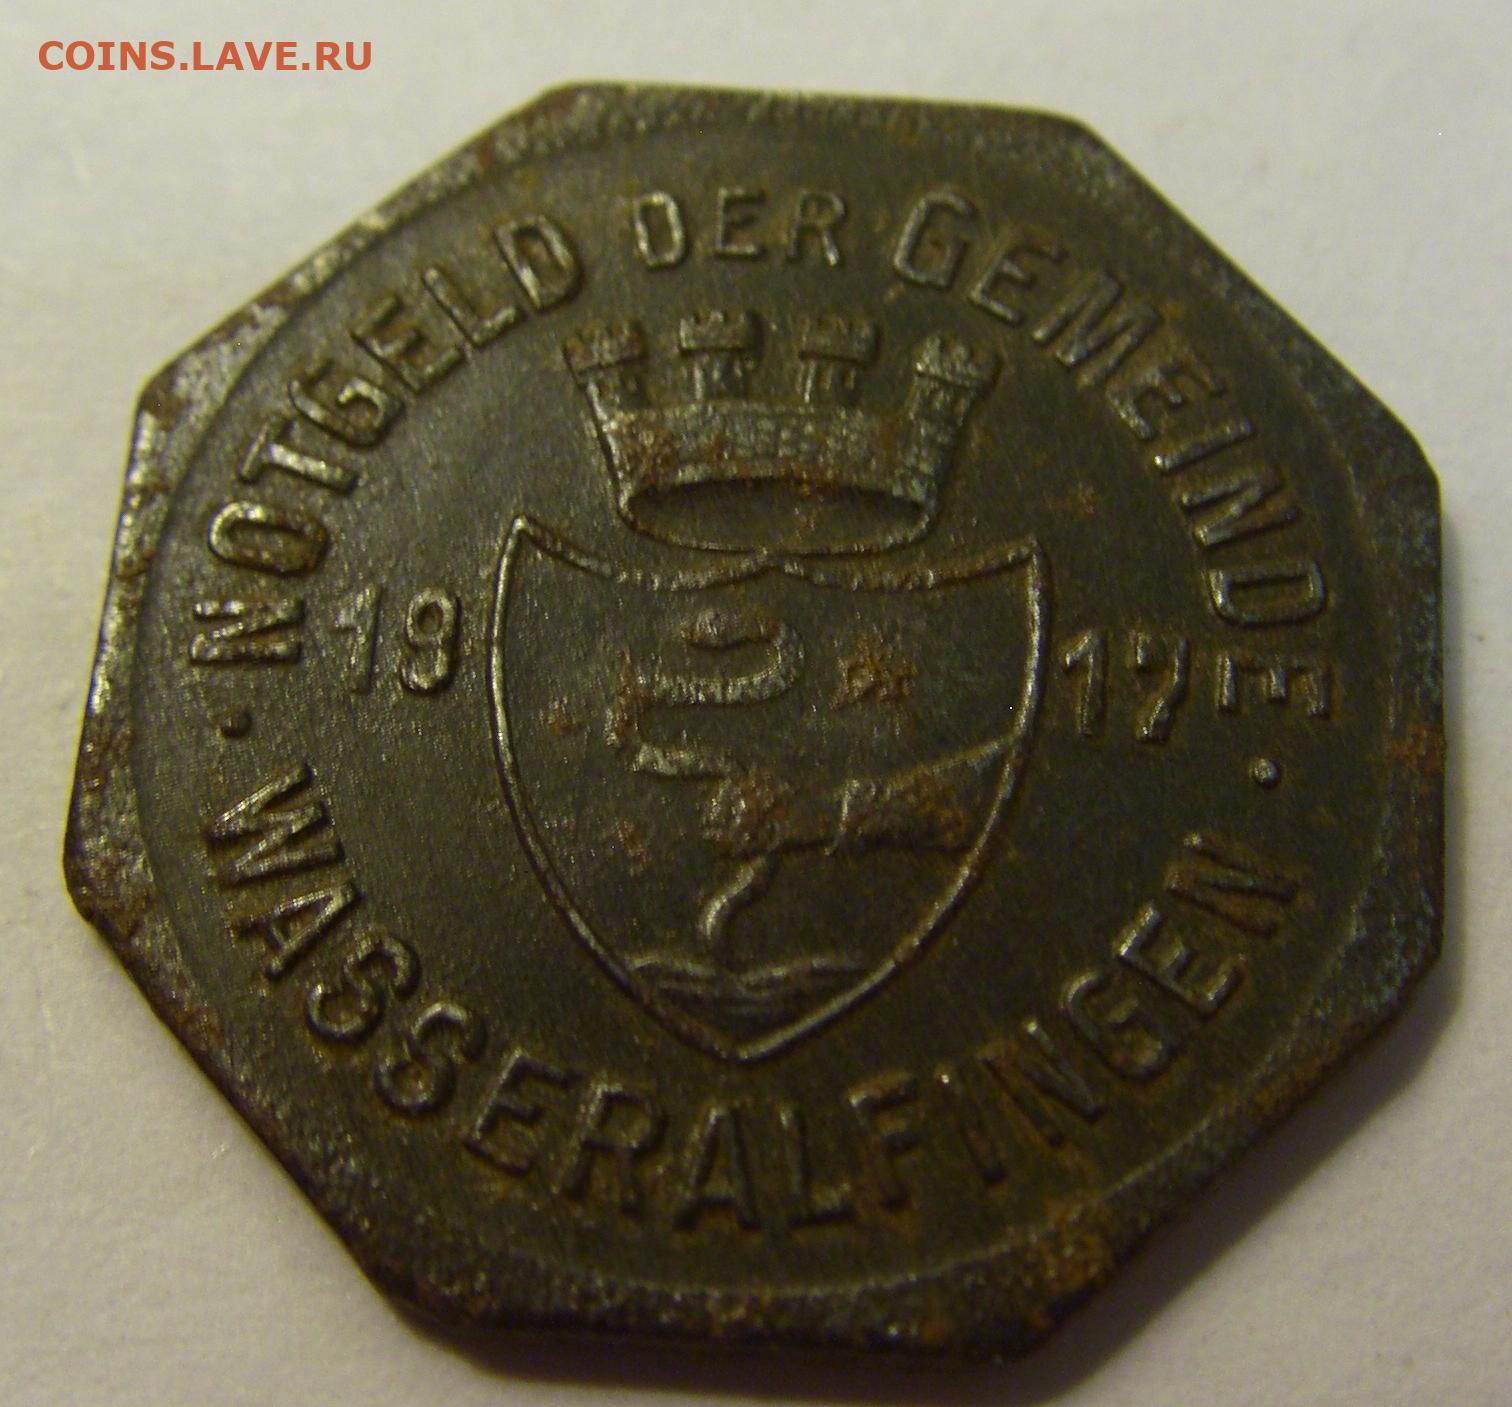 COINS.LAVE.RU
NOTGELD DER GEMEINDE
19 17
WASSERALFINGEN